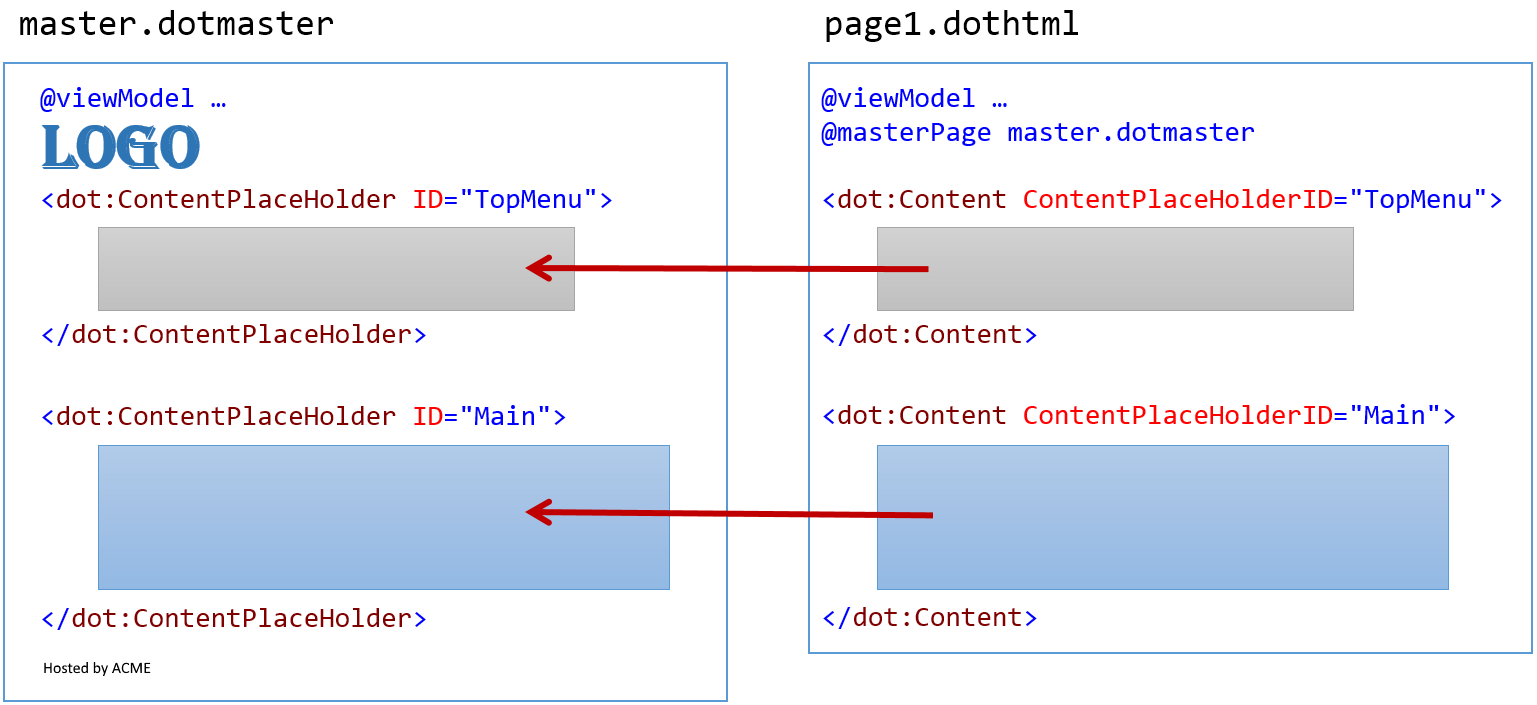 master.dotmaster
@viewModel …
LOGO
<dot:ContentPlaceHolder ID="TopMenu">
</dot:ContentPlaceHolder>
<dot:ContentPlaceHolder ID="Main">
</dot:ContentPlaceHolder>
Hosted by ACME
page1.dothtml
@viewModel …
@masterPage master.dotmaster
<dot:Content ContentPlaceHolderID="TopMenu">
</dot:Content>
<dot:Content ContentPlaceHolderID="Main">
</dot:Content>